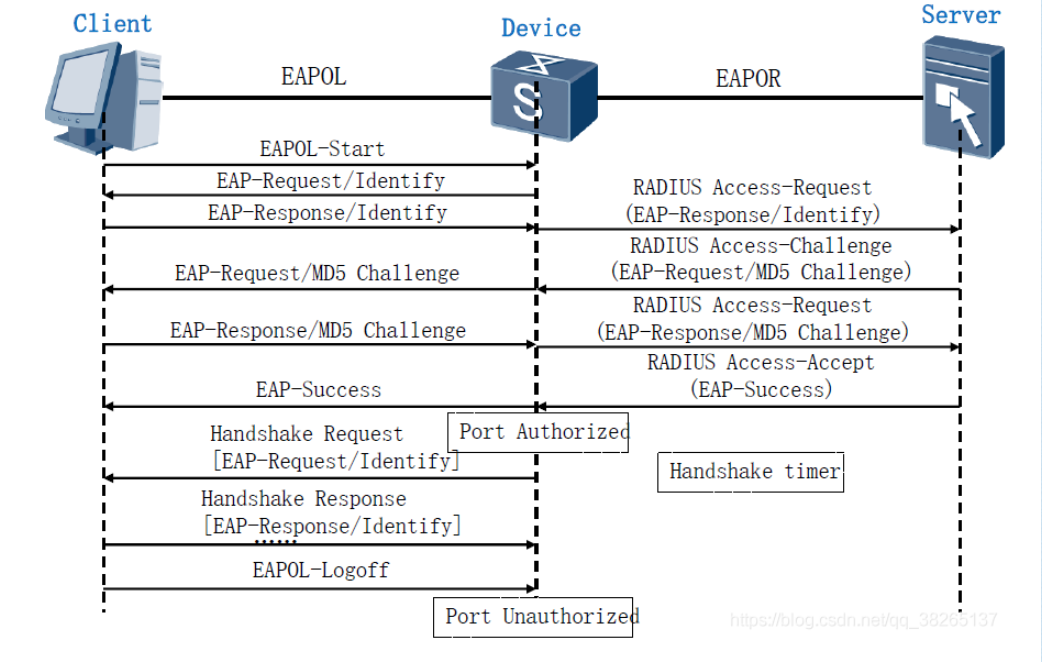 Client
Device
Server
EAPOL
EAPOR
EAPOL-Start
EAP-Request/Identify
EAP-Response/Identify
RADIUS Access-Request
(EAP-Response/Identify)
RADIUS Access-Challenge
(EAP-Request/MD5 Challenge)
EAP-Request/MD5 Challenge
RADIUS Access-Request
(EAP-Response/MD5 Challenge)
EAP-Response/MD5 Challenge
RADIUS Access-Accept
(EAP-Success)
EAP-Success
Port Authorized
Handshake Request
[EAP-Request/Identify]
Handshake timer
Handshake Response
[EAP-Response/Identify]
......
EAPOL-Logoff
Port Unauthorized
https://blog.csdn.net/qq_38265137